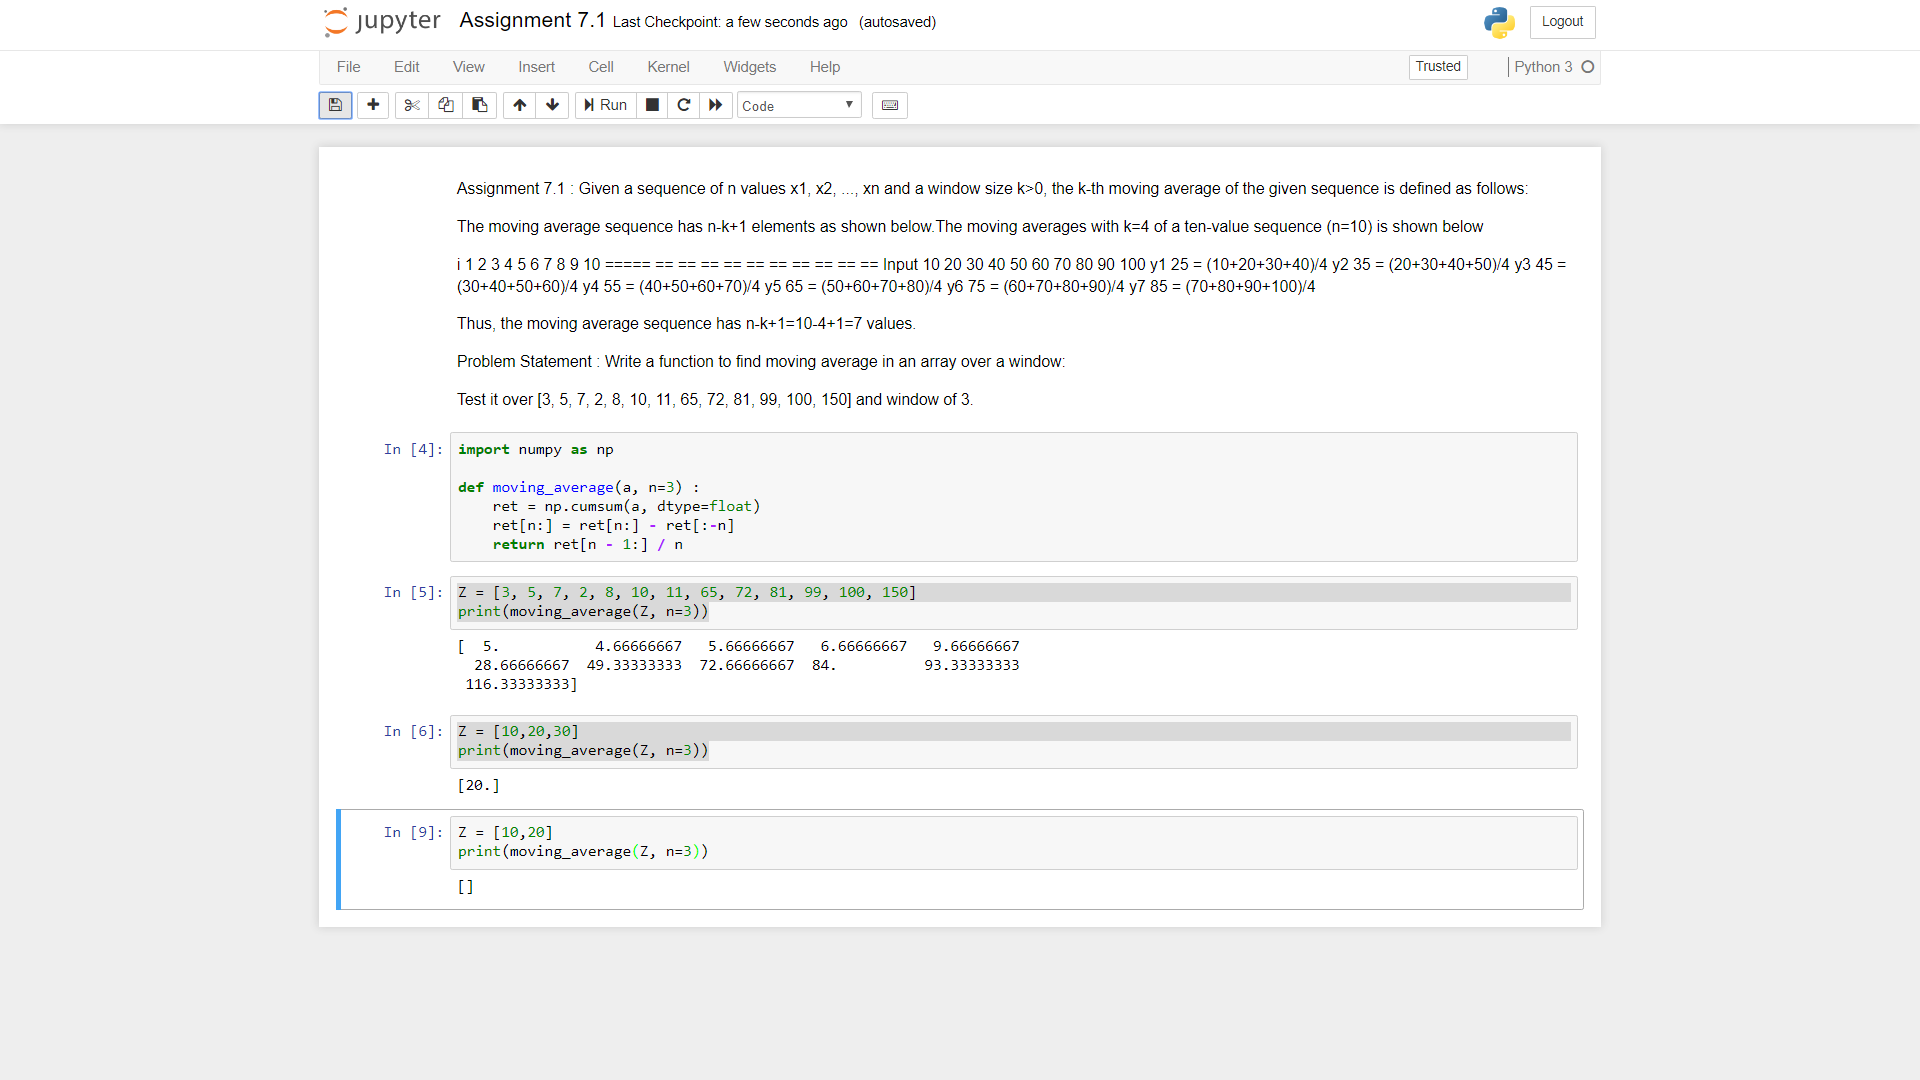 jupyter Assignment 7.1 Last Checkpoint: a few seconds ago (autosaved) Logout
File Edit View Insert Cell Kernel Widgets Help Trusted Python 3
Run Code
Assignment 7.1 : Given a sequence of n values x1, x2, ..., xn and a window size k>0, the k-th moving average of the given sequence is defined as follows:
The moving average sequence has n-k+1 elements as shown below.The moving averages with k=4 of a ten-value sequence (n=10) is shown below
i 1 2 3 4 5 6 7 8 9 10 ===== == == == == == == == == == == Input 10 20 30 40 50 60 70 80 90 100 y1 25 = (10+20+30+40)/4 y2 35 = (20+30+40+50)/4 y3 45 =
(30+40+50+60)/4 y4 55 = (40+50+60+70)/4 y5 65 = (50+60+70+80)/4 y6 75 = (60+70+80+90)/4 y7 85 = (70+80+90+100)/4
Thus, the moving average sequence has n-k+1=10-4+1=7 values.
Problem Statement : Write a function to find moving average in an array over a window:
Test it over [3, 5, 7, 2, 8, 10, 11, 65, 72, 81, 99, 100, 150] and window of 3.
In [4]: import numpy as np
def moving_average(a, n=3) :
ret = np.cumsum(a, dtype=float)
ret[n:] = ret[n:] - ret[:-n]
return ret[n - 1:] / n
In [5]: Z = [3, 5, 7, 2, 8, 10, 11, 65, 72, 81, 99, 100, 150]
print(moving_average(Z, n=3))
[ 5. 4.66666667 5.66666667 6.66666667 9.66666667
28.66666667 49.33333333 72.66666667 84. 93.33333333
116.33333333]
In [6]: Z = [10,20,30]
print(moving_average(Z, n=3))
[20.]
In [9]: Z = [10,20]
print(moving_average(Z, n=3))
[]